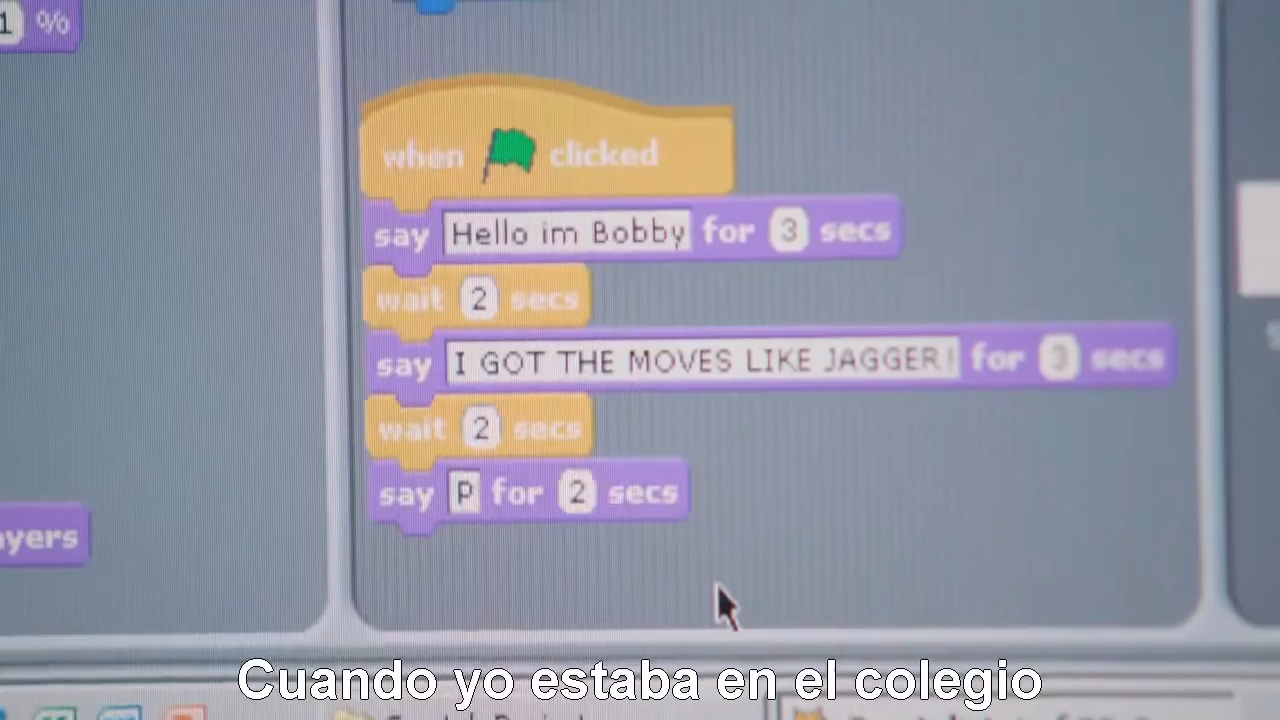 1 %
when clicked
say Hello im Bobby for 3 secs
wait 2 secs
say I GOT THE MOVES LIKE JAGGER! for 3 secs
wait 2 secs
say P for 2 secs
ayers
Cuando yo estaba en el colegio